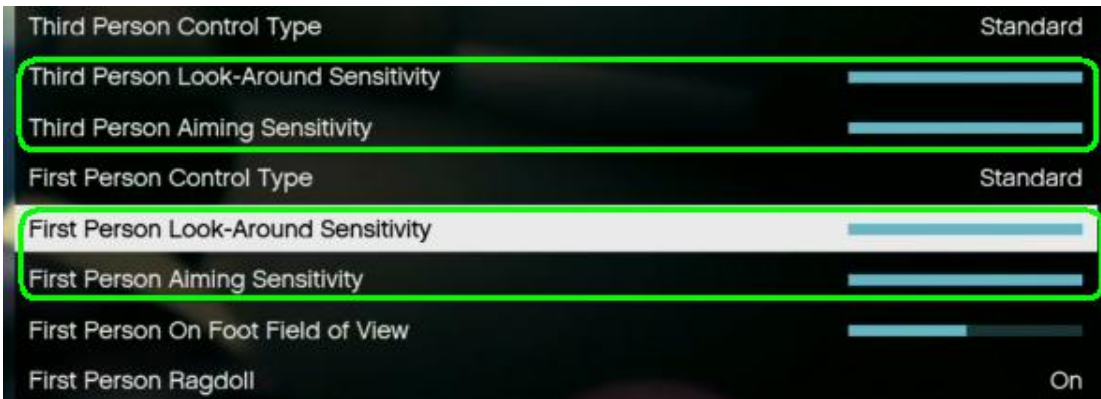 Third Person Control Type Standard
Third Person Look-Around Sensitivity
Third Person Aiming Sensitivity
First Person Control Type Standard
First Person Look-Around Sensitivity
First Person Aiming Sensitivity
First Person On Foot Field of View
First Person Ragdoll On